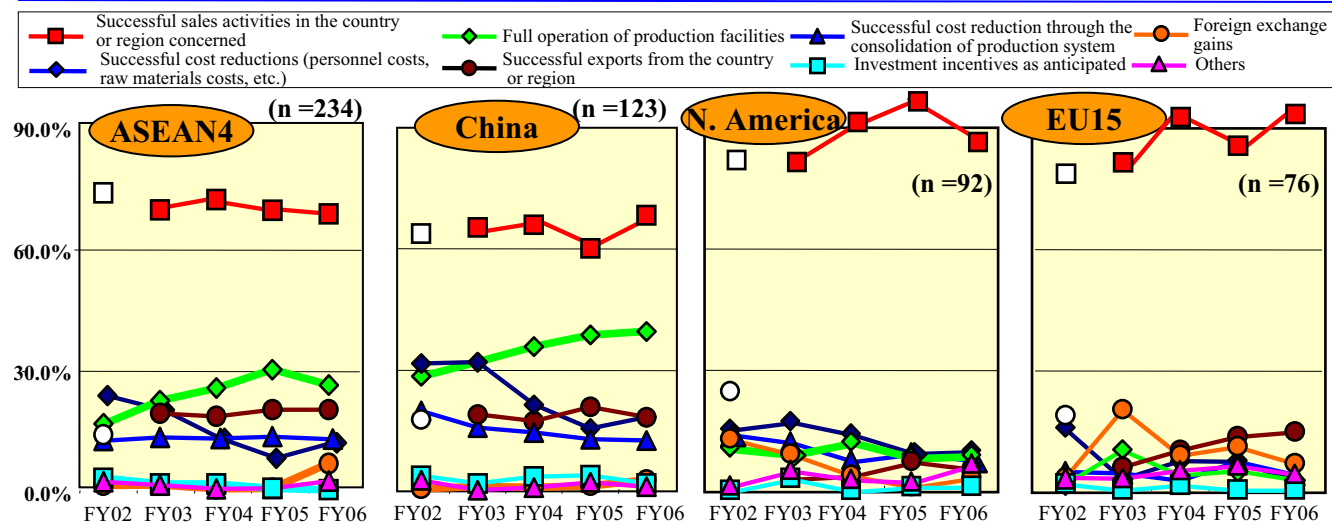 Successful sales activities in the country
or region concerned
Full operation of production facilities
Successful cost reduction through the
consolidation of production system
Foreign exchange
gains
Successful cost reductions (personnel costs,
raw materials costs, etc.)
Successful exports from the country
or region
Investment incentives as anticipated
Others
(n =234)
(n =123)
90.0%
ASEAN4
China
N. America
EU15
(n =92)
(n =76)
60.0%
30.0%
0.0%
FY02 FY03 FY04 FY05 FY06
FY02 FY03 FY04 FY05 FY06
FY02 FY03 FY04 FY05 FY06
FY02 FY03 FY04 FY05 FY06